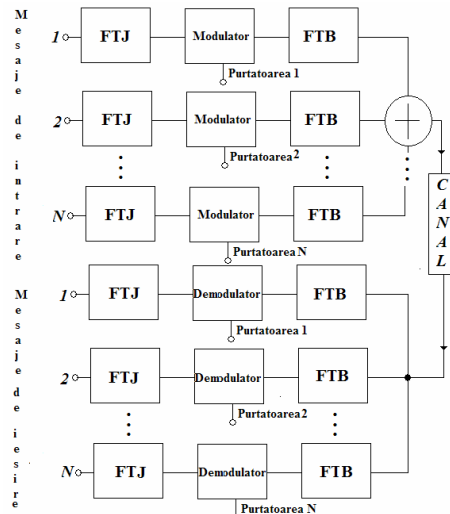 Mesaje de intrare
1 FTJ Modulator FTB
Purtatoarea 1
2 FTJ Modulator FTB
Purtatoarea 2
N FTJ Modulator FTB
Purtatoarea N
CANAL
Mesaje de iesire
1 FTJ Demodulator FTB
Purtatoarea 1
2 FTJ Demodulator FTB
Purtatoarea 2
N FTJ Demodulator FTB
Purtatoarea N